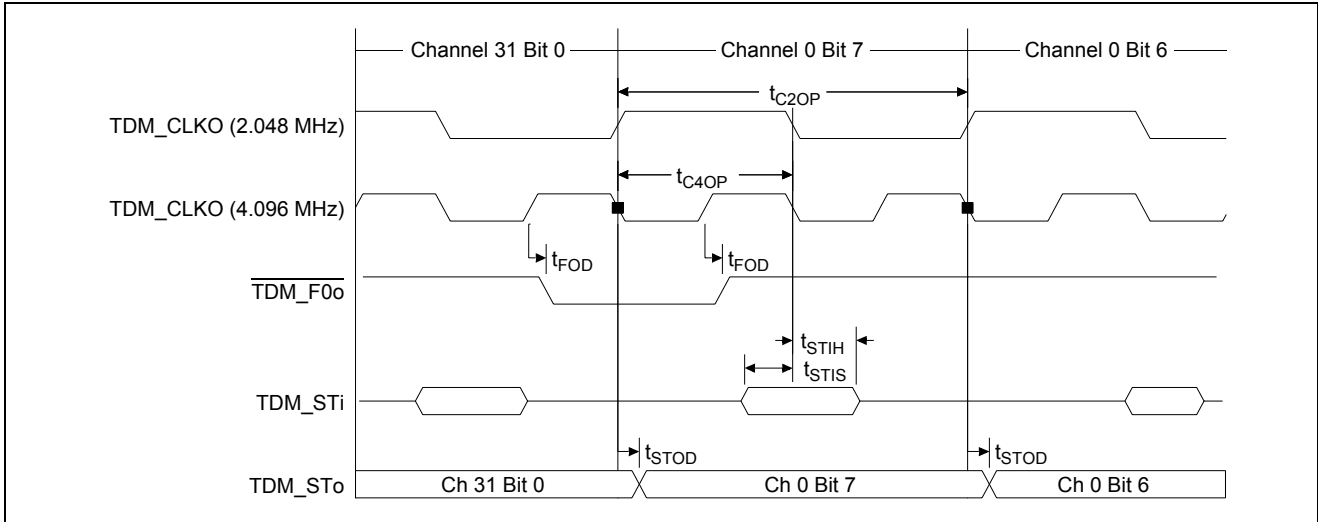 Channel 31 Bit 0 Channel 0 Bit 7 Channel 0 Bit 6
tC2OP
TDM_CLKO (2.048 MHz)
tC4OP
TDM_CLKO (4.096 MHz)
tFOD tFOD
TDM_F0o
tSTIH
tSTIS
TDM_STi
tSTOD tSTOD
TDM_STo Ch 31 Bit 0 Ch 0 Bit 7 Ch 0 Bit 6